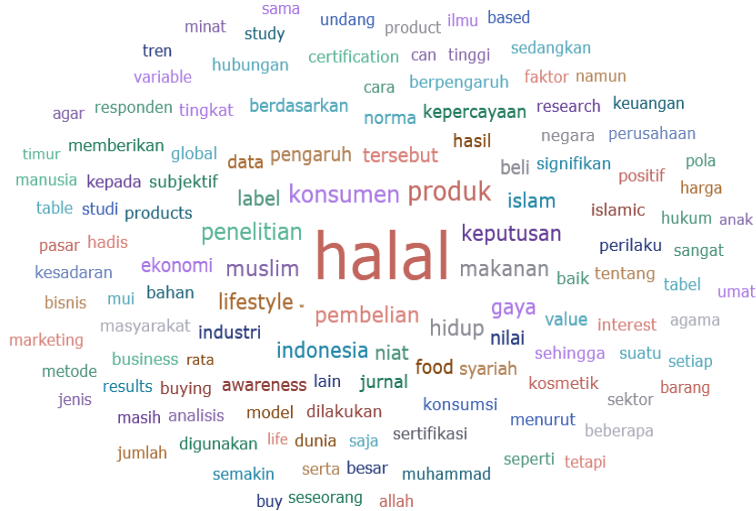 sama
minat study undang product ilmu based
tren hubungan certification can tinggi sedangkan
variable cara berpengaruh faktor namun
agar responden tingkat berdasarkan norma kepercayaan research keuangan
memberikan hasil negara perusahaan
timur global data pengaruh tersebut beli signifikan positif pola
manusia kepada subjektif label konsumen produk islam harga
table studi products islamic hukum anak
pasar hadis penelitian halal keputusan perilaku sangat
kesadaran ekonomi muslim makanan baik tentang tabel umat
bisnis mui bahan lifestyle - pembelian gaya
marketing masyarakat industri hidup nilai value interest agama
metode business rata indonesia niat sehingga suatu setiap
jenis results buying awareness lain jurnal food syariah kosmetik barang
masih analisis model dilakukan konsumsi menurut sektor
jumlah digunakan life dunia saja sertifikasi beberapa
semakin serta besar muhammad seperti tetapi
buy seseorang allah